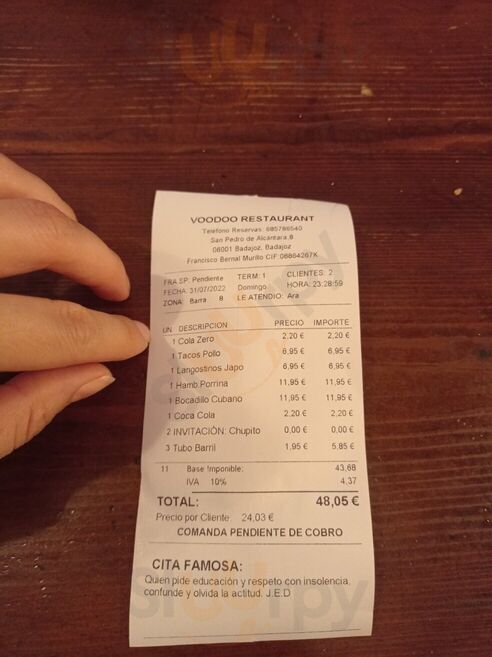 VOODOO RESTAURANT
Teléfono Reservas: 685786540
San Pedro de Alcántara 8
06001 Badajoz, Badajoz
Francisco Bernal Murillo CIF:08864267K
FRA SP: Pendiente TERM: 1 CLIENTES: 2
FECHA: 31/07/2022 Domingo HORA: 23:28:59
ZONA: Barra 8 LE ATENDIO: Ara
UN DESCRIPCION PRECIO IMPORTE
1 Cola Zero 2,20 € 2,20 €
1 Tacos Pollo 6,95 € 6,95 €
1 Langostinos Japo 6,95 € 6,95 €
1 Hamb Porrina 11,95 € 11,95 €
1 Bocadillo Cubano 11,95 € 11,95 €
1 Coca Cola 2,20 € 2,20 €
2 INVITACIÓN: Chupito 0,00 € 0,00 €
3 Tubo Barril 1,95 € 5,85 €
11 Base Imponible: 43,68
IVA 10% 4,37
TOTAL: 48,05 €
Precio por Cliente: 24,03 €
COMANDA PENDIENTE DE COBRO
CITA FAMOSA:
Quien pide educación y respeto con insolencia,
confunde y olvida la actitud. J.E.D